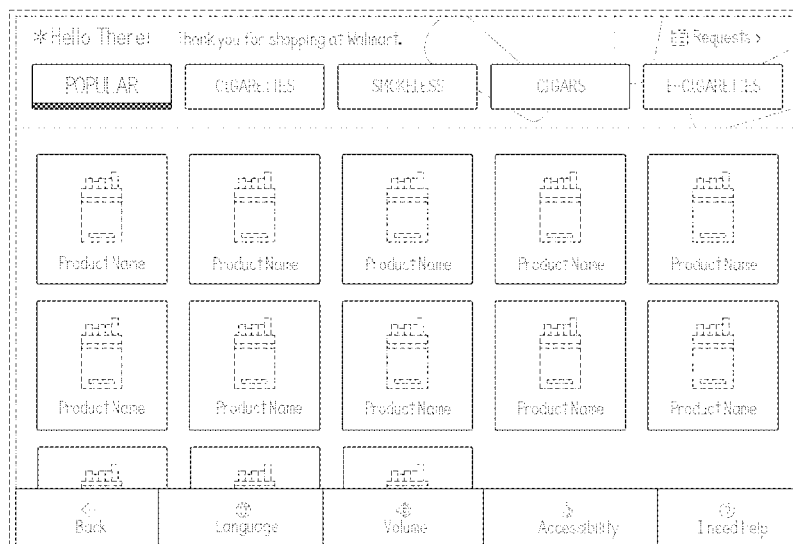 Hello There! Thank you for shopping at Walmart. Requests >
POPULAR CIGARETTES SMOKELESS CIGARS E-CIGARETTES
Product Name Product Name Product Name Product Name Product Name
Product Name Product Name Product Name Product Name Product Name
Back Language Volume Accessibility I need help